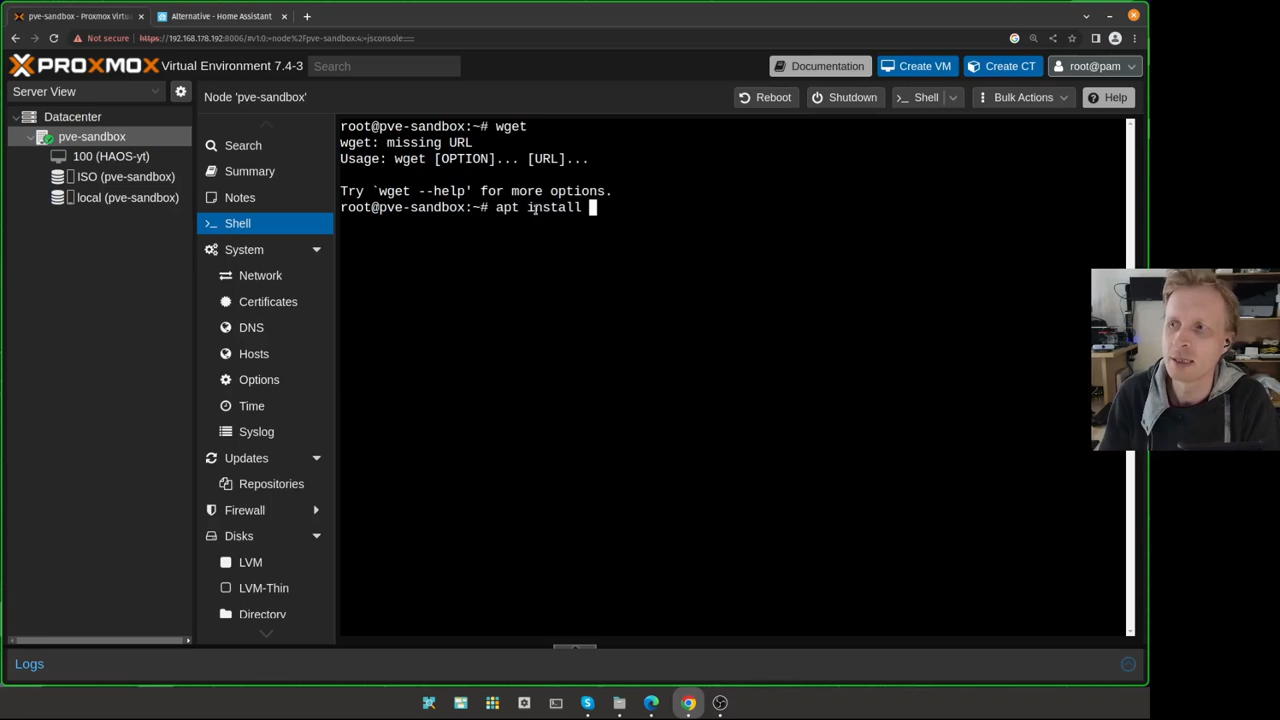 pve-sandbox - Proxmox Virtu
Alternative - Home Assistant
Not secure
https://192.168.178.192:8006/#v1:0:=node%2Fpve-sandbox:4:=jsconsole::::
PROXMOX Virtual Environment 7.4-3
Search
Documentation
Create VM
Create CT
root@pam
Server View
Node 'pve-sandbox'
Reboot
Shutdown
>_ Shell
Bulk Actions
Help
Datacenter
pve-sandbox
100 (HAOS-yt)
ISO (pve-sandbox)
local (pve-sandbox)
Search
Summary
Notes
>_ Shell
System
Network
Certificates
DNS
Hosts
Options
Time
Syslog
Updates
Repositories
Firewall
Disks
LVM
LVM-Thin
Directory
root@pve-sandbox:~# wget
wget: missing URL
Usage: wget [OPTION]... [URL]...
Try `wget --help' for more options.
root@pve-sandbox:~# apt install
Logs